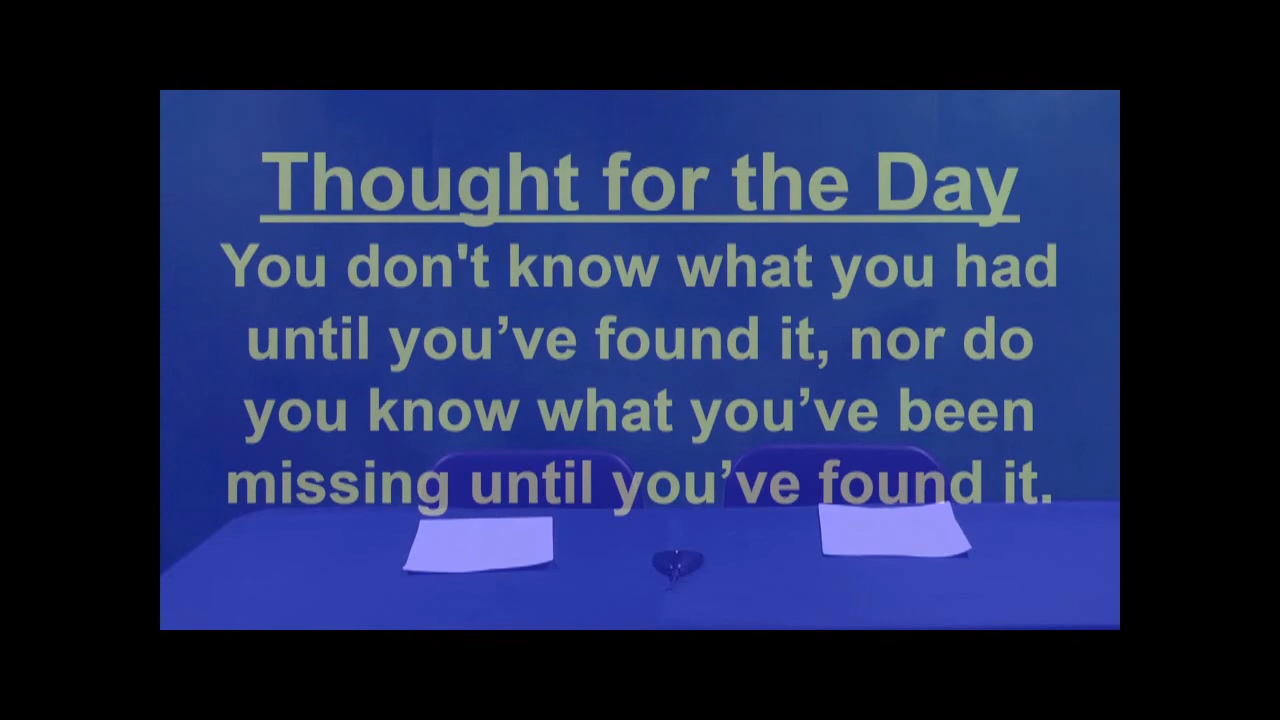 Thought for the Day
You don't know what you had
until you’ve found it, nor do
you know what you’ve been
missing until you’ve found it.